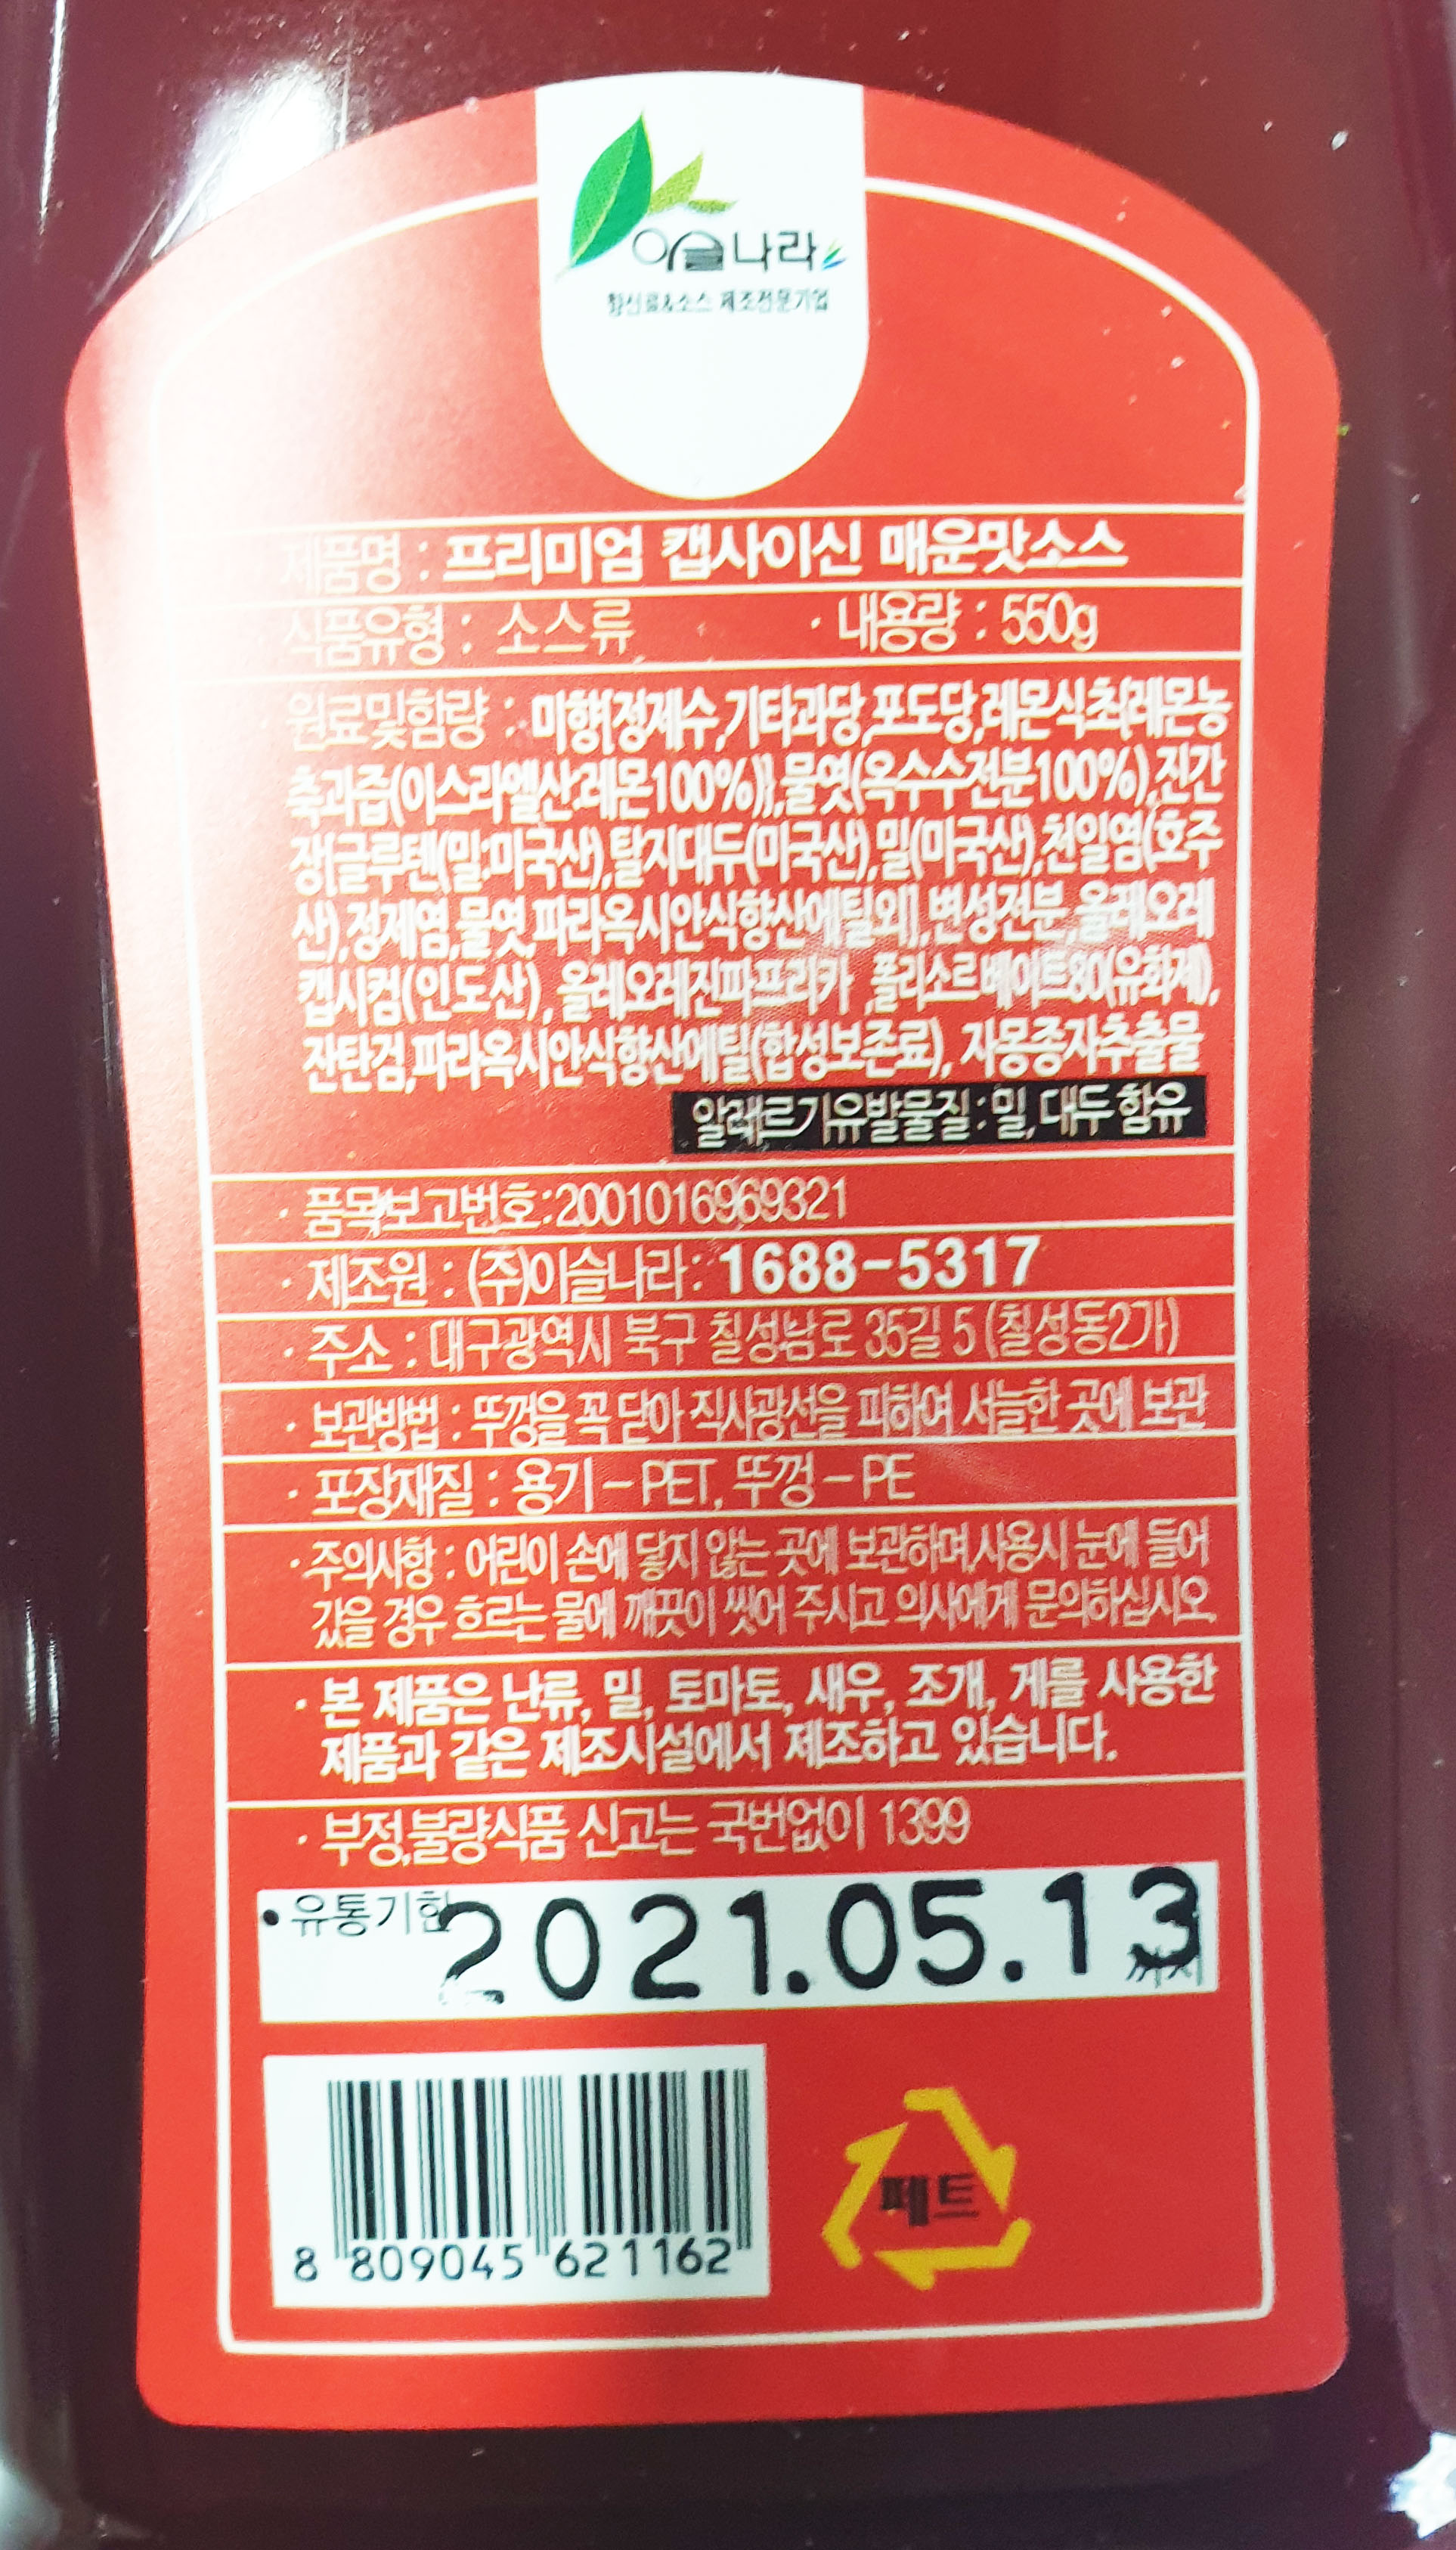 이슬나라
향신료&소스 제조전문기업
제품명 : 프리미엄 캡사이신 매운맛소스
식품유형 : 소스류 · 내용량 : 550g
· 원료및함량 : 미향[정제수,기타과당,포도당,레몬식초{레몬농
축과즙(이스라엘산:레몬100%)},물엿(옥수수전분100%),진간
장[글루텐(밀:미국산),탈지대두(미국산),밀(미국산),천일염(호주
산),정제염,물엿,파라옥시안식향산에틸외],변성전분,올레오레
캡시컴(인도산),올레오레진파프리카,폴리소르베이트80(유화제),
잔탄검,파라옥시안식향산에틸(합성보존료), 자몽종자추출물
알레르기유발물질:밀,대두함유
· 품목보고번호:2001016969321
· 제조원 : (주)이슬나라: 1688-5317
· 주소 : 대구광역시 북구 칠성남로 35길 5 (칠성동2가)
· 보관방법 : 뚜껑을 꼭 닫아 직사광선을 피하여 서늘한 곳에 보관
· 포장재질 : 용기-PET, 뚜껑-PE
· 주의사항 : 어린이 손에 닿지 않는 곳에 보관하며,사용시 눈에 들어
갔을 경우 흐르는 물에 깨끗이 씻어 주시고 의사에게 문의하십시오.
· 본 제품은 난류, 밀, 토마토, 새우, 조개, 게를 사용한
제품과 같은 제조시설에서 제조하고 있습니다.
· 부정,불량식품 신고는 국번없이 1399
· 유통기한 2021.05.13 까지
8 809045 621162
페트